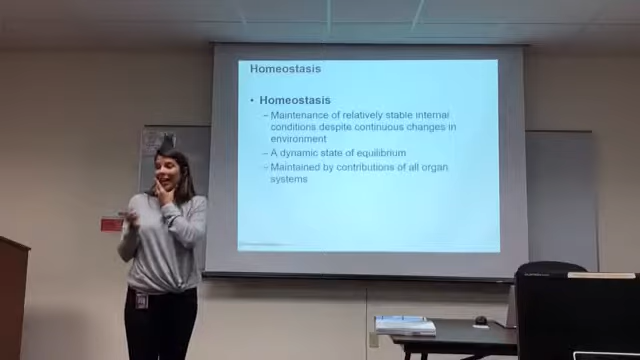 Homeostasis
• Homeostasis
– Maintenance of relatively stable internal
conditions despite continuous changes in
environment
– A dynamic state of equilibrium
– Maintained by contributions of all organ
systems